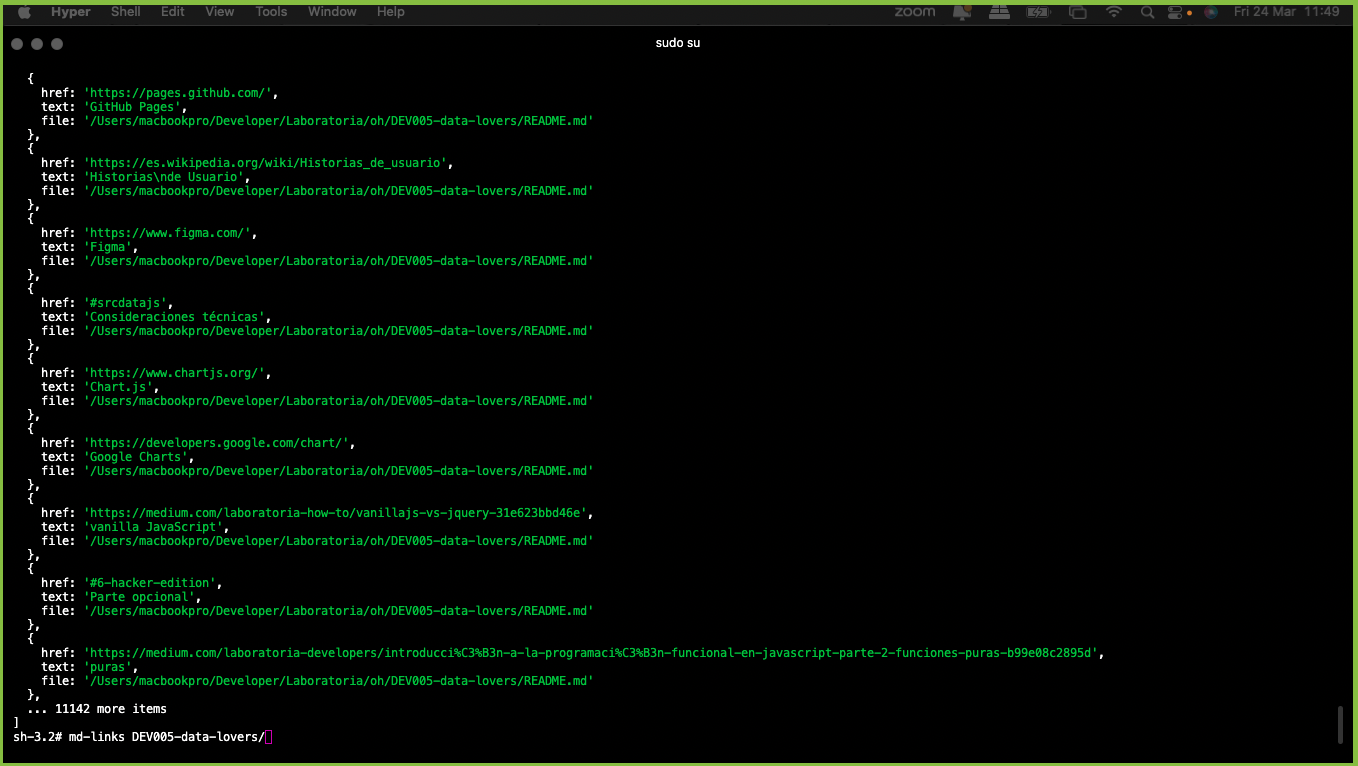 Hyper Shell Edit View Tools Window Help zoom Fri 24 Mar 11:49
sudo su
{
href: 'https://pages.github.com/',
text: 'GitHub Pages',
file: '/Users/macbookpro/Developer/Laboratoria/oh/DEV005-data-lovers/README.md'
},
{
href: 'https://es.wikipedia.org/wiki/Historias_de_usuario',
text: 'Historias\nde Usuario',
file: '/Users/macbookpro/Developer/Laboratoria/oh/DEV005-data-lovers/README.md'
},
{
href: 'https://www.figma.com/',
text: 'Figma',
file: '/Users/macbookpro/Developer/Laboratoria/oh/DEV005-data-lovers/README.md'
},
{
href: '#srcdatajs',
text: 'Consideraciones técnicas',
file: '/Users/macbookpro/Developer/Laboratoria/oh/DEV005-data-lovers/README.md'
},
{
href: 'https://www.chartjs.org/',
text: 'Chart.js',
file: '/Users/macbookpro/Developer/Laboratoria/oh/DEV005-data-lovers/README.md'
},
{
href: 'https://developers.google.com/chart/',
text: 'Google Charts',
file: '/Users/macbookpro/Developer/Laboratoria/oh/DEV005-data-lovers/README.md'
},
{
href: 'https://medium.com/laboratoria-how-to/vanillajs-vs-jquery-31e623bbd46e',
text: 'vanilla JavaScript',
file: '/Users/macbookpro/Developer/Laboratoria/oh/DEV005-data-lovers/README.md'
},
{
href: '#6-hacker-edition',
text: 'Parte opcional',
file: '/Users/macbookpro/Developer/Laboratoria/oh/DEV005-data-lovers/README.md'
},
{
href: 'https://medium.com/laboratoria-developers/introducci%C3%B3n-a-la-programaci%C3%B3n-funcional-en-javascript-parte-2-funciones-puras-b99e08c2895d',
text: 'puras',
file: '/Users/macbookpro/Developer/Laboratoria/oh/DEV005-data-lovers/README.md'
},
... 11142 more items
]
sh-3.2# md-links DEV005-data-lovers/